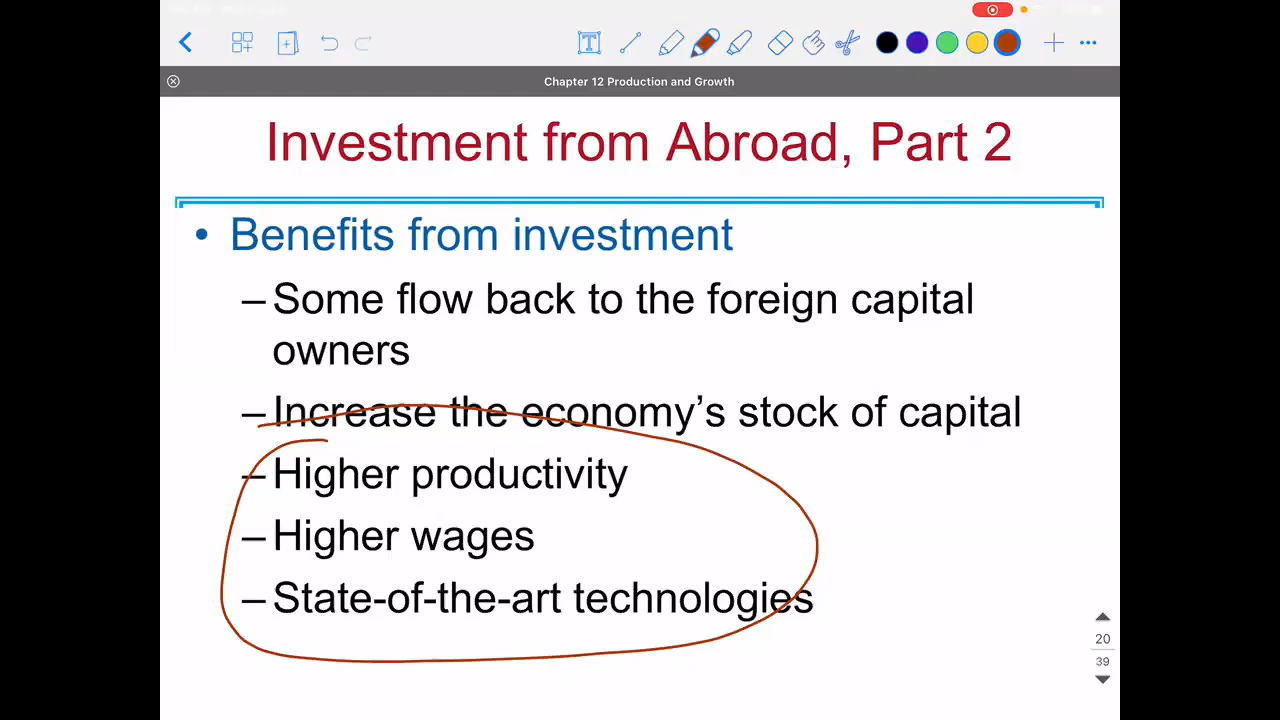 Chapter 12 Production and Growth
Investment from Abroad, Part 2
• Benefits from investment
– Some flow back to the foreign capital
owners
– Increase the economy’s stock of capital
– Higher productivity
– Higher wages
– State-of-the-art technologies
20
39